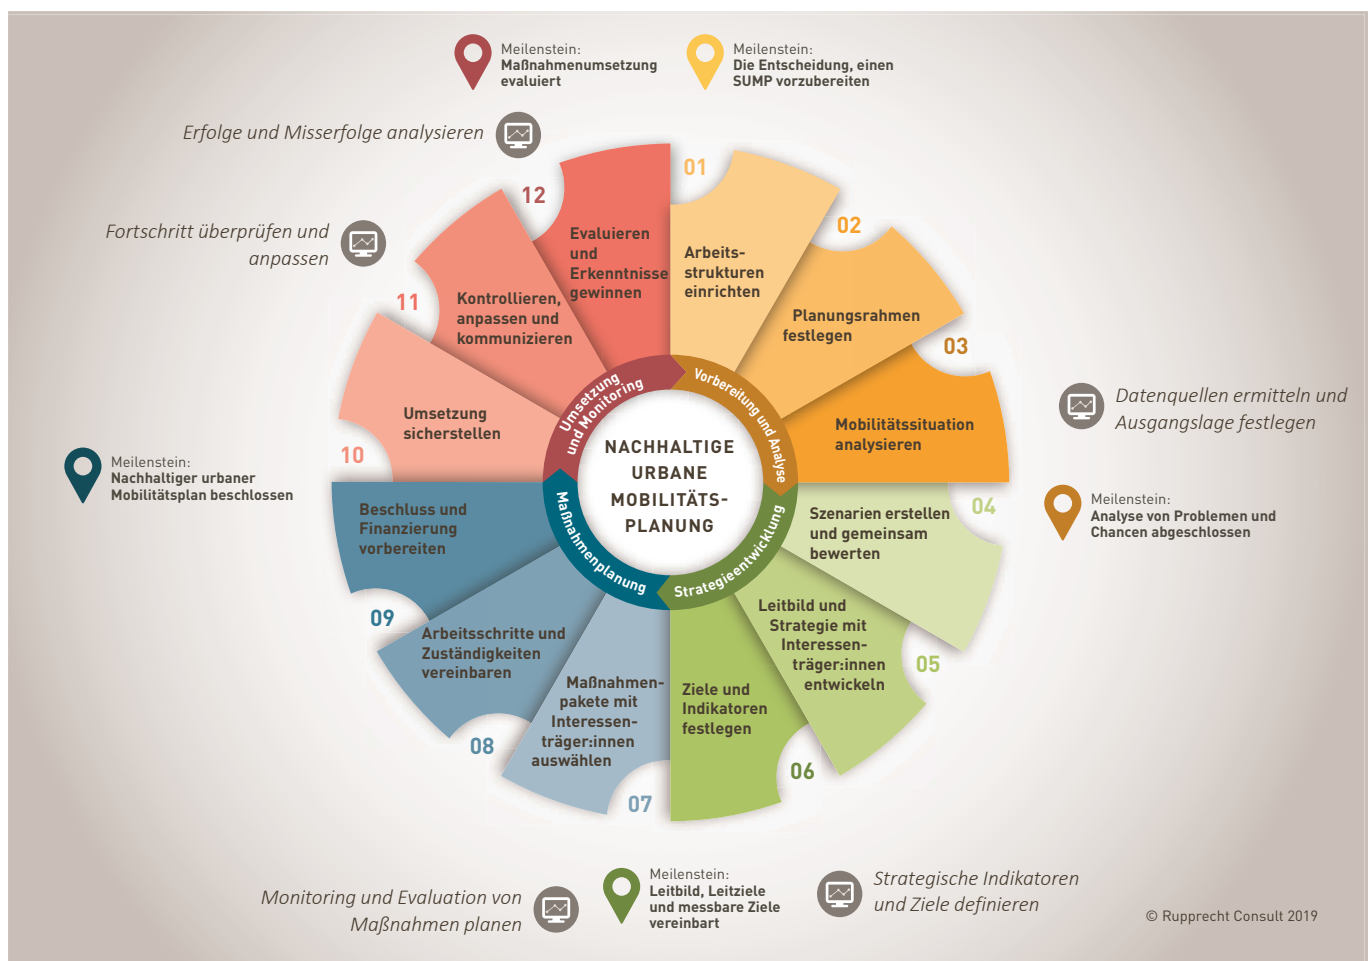 Meilenstein:
Maßnahmenumsetzung
evaluiert
Meilenstein:
Die Entscheidung, einen
SUMP vorzubereiten
Erfolge und Misserfolge analysieren
Fortschritt überprüfen und
anpassen
01
Arbeits-
strukturen
einrichten
02
Planungsrahmen
festlegen
03
Mobilitätssituation
analysieren
Datenquellen ermitteln und
Ausgangslage festlegen
Meilenstein:
Analyse von Problemen und
Chancen abgeschlossen
04
Szenarien erstellen
und gemeinsam
bewerten
05
Leitbild und
Strategie mit
Interessen-
träger:innen
entwickeln
06
Ziele und
Indikatoren
festlegen
07
Maßnahmen-
pakete mit
Interessen-
träger:innen
auswählen
08
Arbeitsschritte und
Zuständigkeiten
vereinbaren
09
Beschluss und
Finanzierung
vorbereiten
Meilenstein:
Nachhaltiger urbaner
Mobilitätsplan beschlossen
10
Umsetzung
sicherstellen
11
Kontrollieren,
anpassen und
kommunizieren
12
Evaluieren
und
Erkenntnisse
gewinnen
Vorbereitung und Analyse
Strategieentwicklung
Maßnahmenplanung
Umsetzung
und Monitoring
NACHHALTIGE
URBANE
MOBILITÄTS-
PLANUNG
Monitoring und Evaluation von
Maßnahmen planen
Meilenstein:
Leitbild, Leitziele
und messbare Ziele
vereinbart
Strategische Indikatoren
und Ziele definieren
© Rupprecht Consult 2019